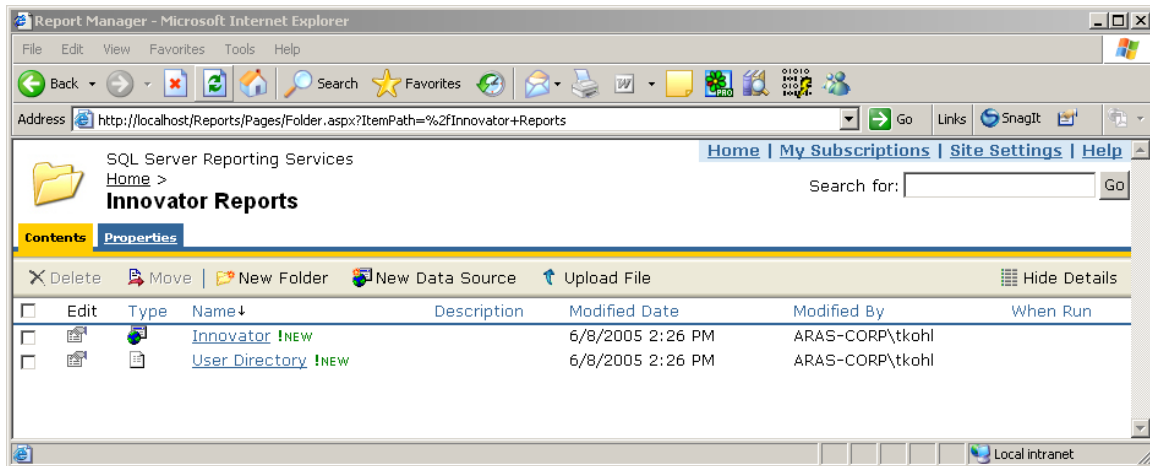 Report Manager - Microsoft Internet Explorer
File Edit View Favorites Tools Help
Back Search Favorites W PRO 01010
Address http://localhost/Reports/Pages/Folder.aspx?ItemPath=%2fInnovator+Reports Go Links SnagIt
SQL Server Reporting Services Home | My Subscriptions | Site Settings | Help
Home >
Innovator Reports Search for: Go
Contents Properties
Delete Move | New Folder New Data Source Upload File Hide Details
Edit Type Name↓ Description Modified Date Modified By When Run
Innovator !NEW 6/8/2005 2:26 PM ARAS-CORP\tkohl
User Directory !NEW 6/8/2005 2:26 PM ARAS-CORP\tkohl
Local intranet